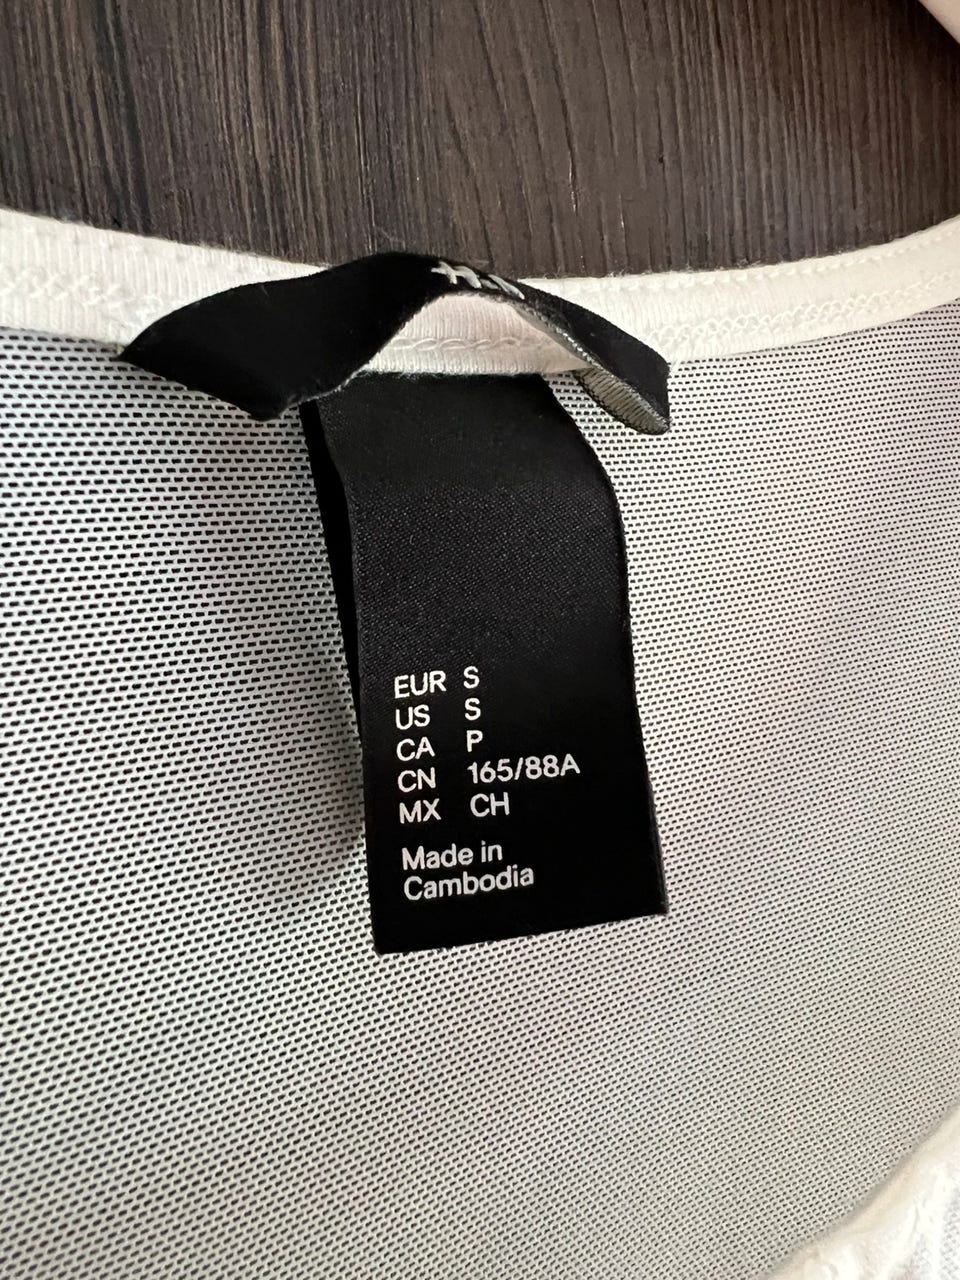 EUR S
US S
CA P
CN 165/88A
MX CH
Made in
Cambodia